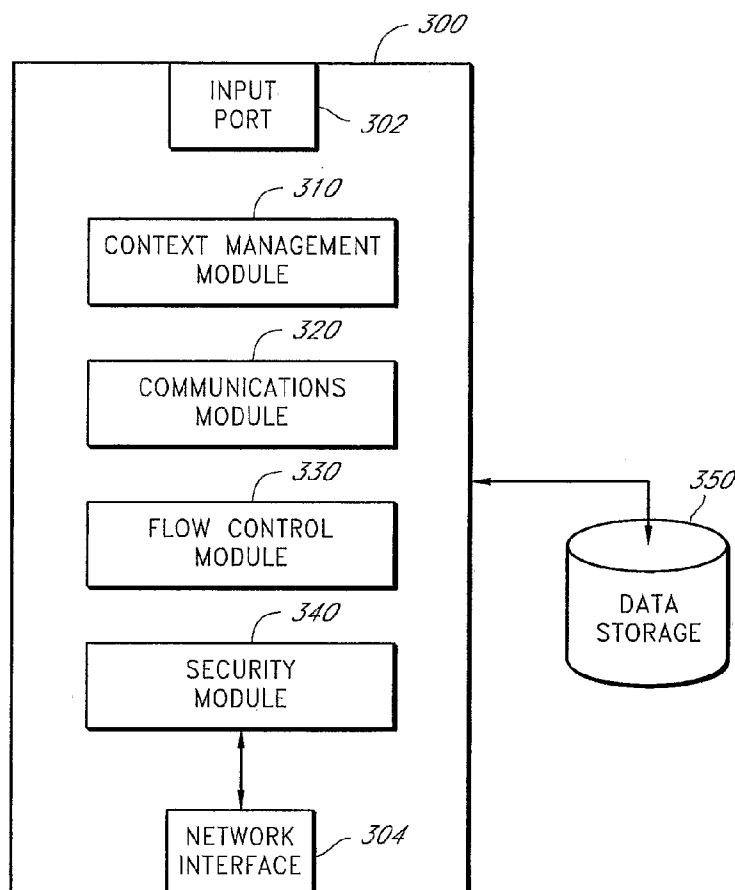 300
INPUT
PORT
302
310
CONTEXT MANAGEMENT
MODULE
320
COMMUNICATIONS
MODULE
330
FLOW CONTROL
MODULE
350
DATA
STORAGE
340
SECURITY
MODULE
NETWORK
INTERFACE
304